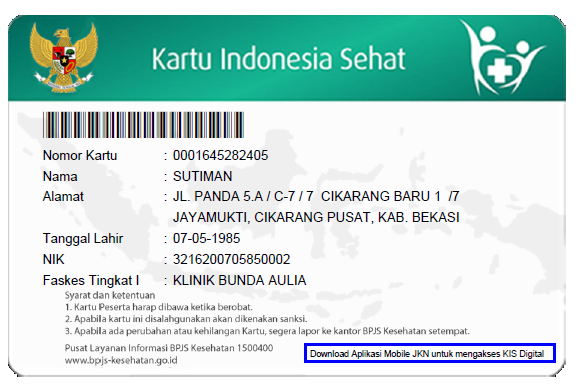 Kartu Indonesia Sehat
Nomor Kartu : 0001645282405
Nama : SUTIMAN
Alamat : JL. PANDA 5.A / C-7 / 7 CIKARANG BARU 1 /7
JAYAMUKTI, CIKARANG PUSAT, KAB. BEKASI
Tanggal Lahir : 07-05-1985
NIK : 3216200705850002
Faskes Tingkat I : KLINIK BUNDA AULIA
Syarat dan ketentuan
1. Kartu Peserta harap dibawa ketika berobat.
2. Apabila kartu ini disalahgunakan akan dikenakan sanksi.
3. Apabila ada perubahan atau kehilangan Kartu, segera lapor ke kantor BPJS Kesehatan setempat.
Pusat Layanan Informasi BPJS Kesehatan 1500400
www.bpjs-kesehatan.go.id
Download Aplikasi Mobile JKN untuk mengakses KIS Digital